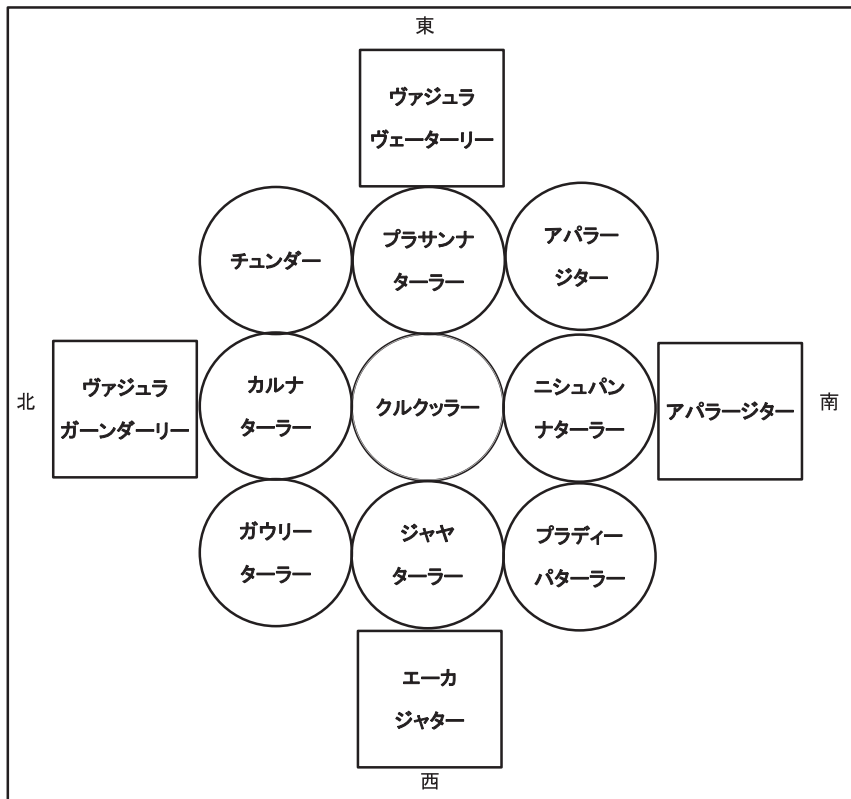 東
ヴァジュラ
ヴェーターリー
チュンダー
プラサンナ
ターラー
アパラー
ジター
北
ヴァジュラ
ガーンダーリー
カルナ
ターラー
クルクッラー
ニシュパン
ナターラー
アパラージター
南
ガウリー
ターラー
ジャヤ
ターラー
プラディー
パターラー
エーカ
ジャター
西